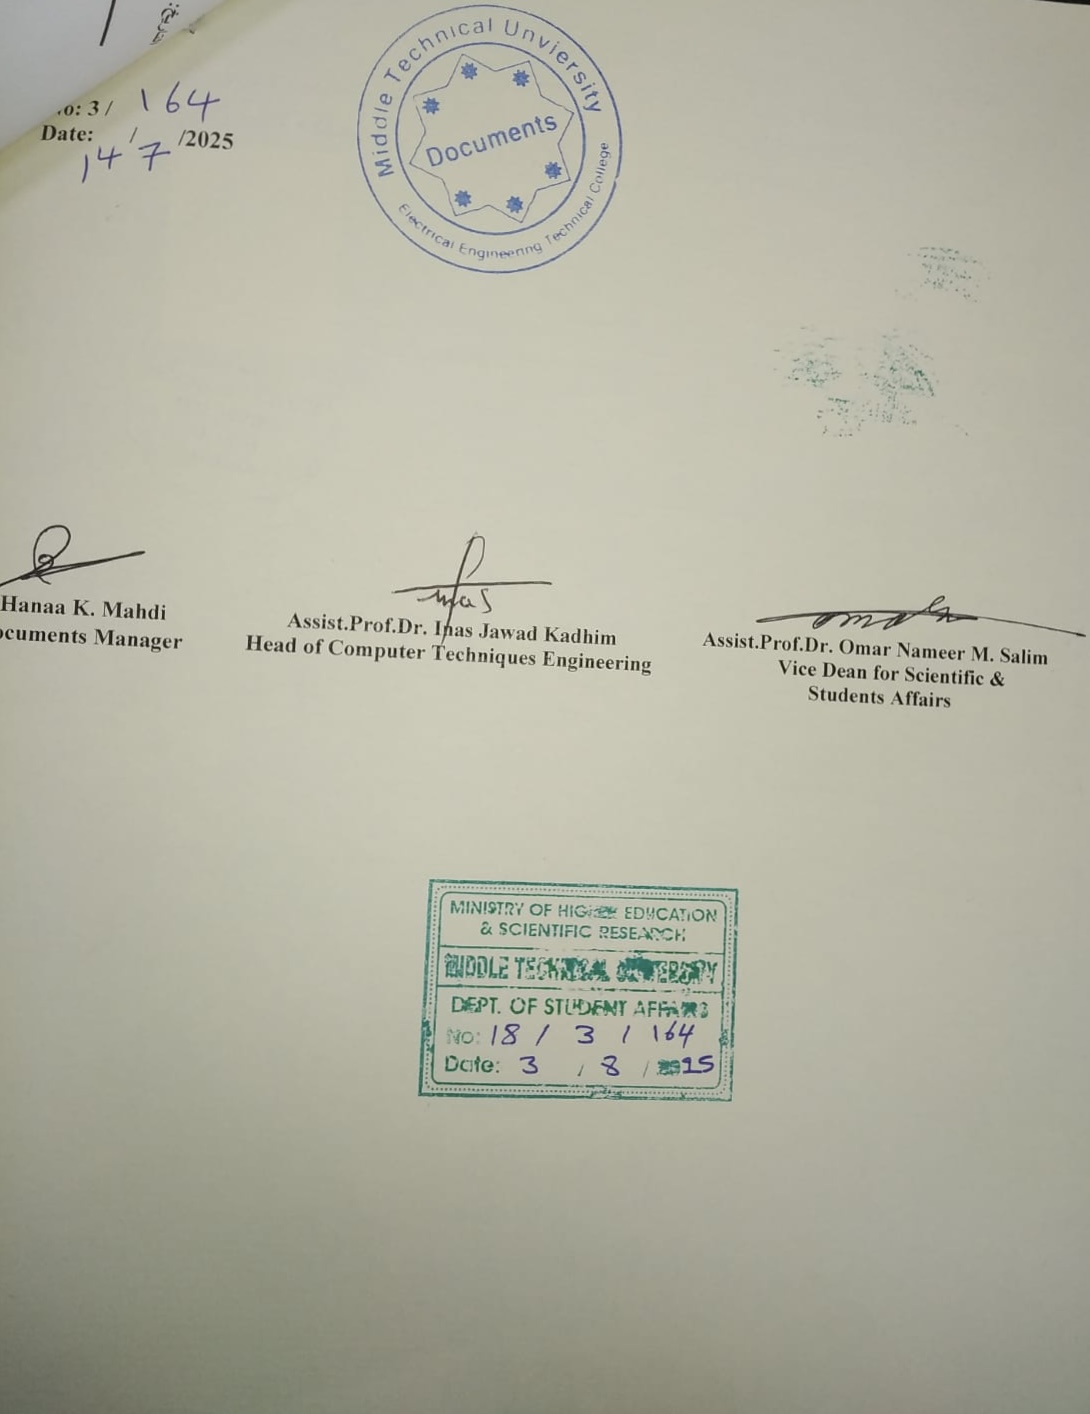 No: 3 / 164
Date: 14 / 7 /2025
Middle Technical Unviersity
Documents
Electrical Engineering Technical College
Hanaa K. Mahdi
ocuments Manager
Assist.Prof.Dr. Inas Jawad Kadhim
Head of Computer Techniques Engineering
Assist.Prof.Dr. Omar Nameer M. Salim
Vice Dean for Scientific &
Students Affairs
MINISTRY OF HIGHER EDUCATION
& SCIENTIFIC RESEARCH
MIDDLE TECHNICAL UNIVERSITY
DEPT. OF STUDENT AFFAIRS
No: 18 / 3 / 164
Date: 3 / 8 / 2025